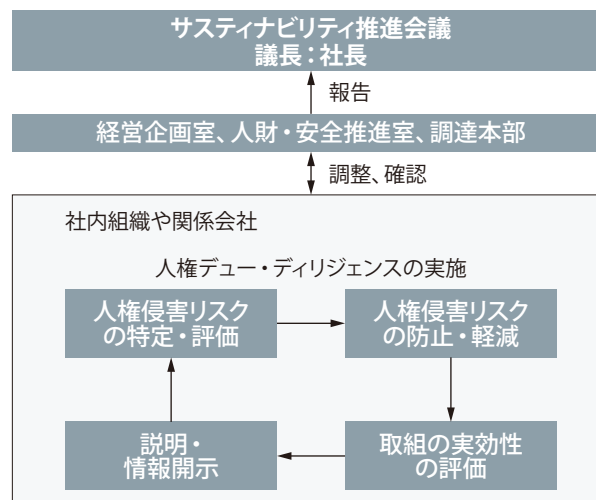 サスティナビリティ推進会議
議長：社長
報告
経営企画室、人財・安全推進室、調達本部
調整、確認
社内組織や関係会社
人権デュー・ディリジェンスの実施
人権侵害リスク
の特定・評価
人権侵害リスク
の防止・軽減
説明・
情報開示
取組の実効性
の評価